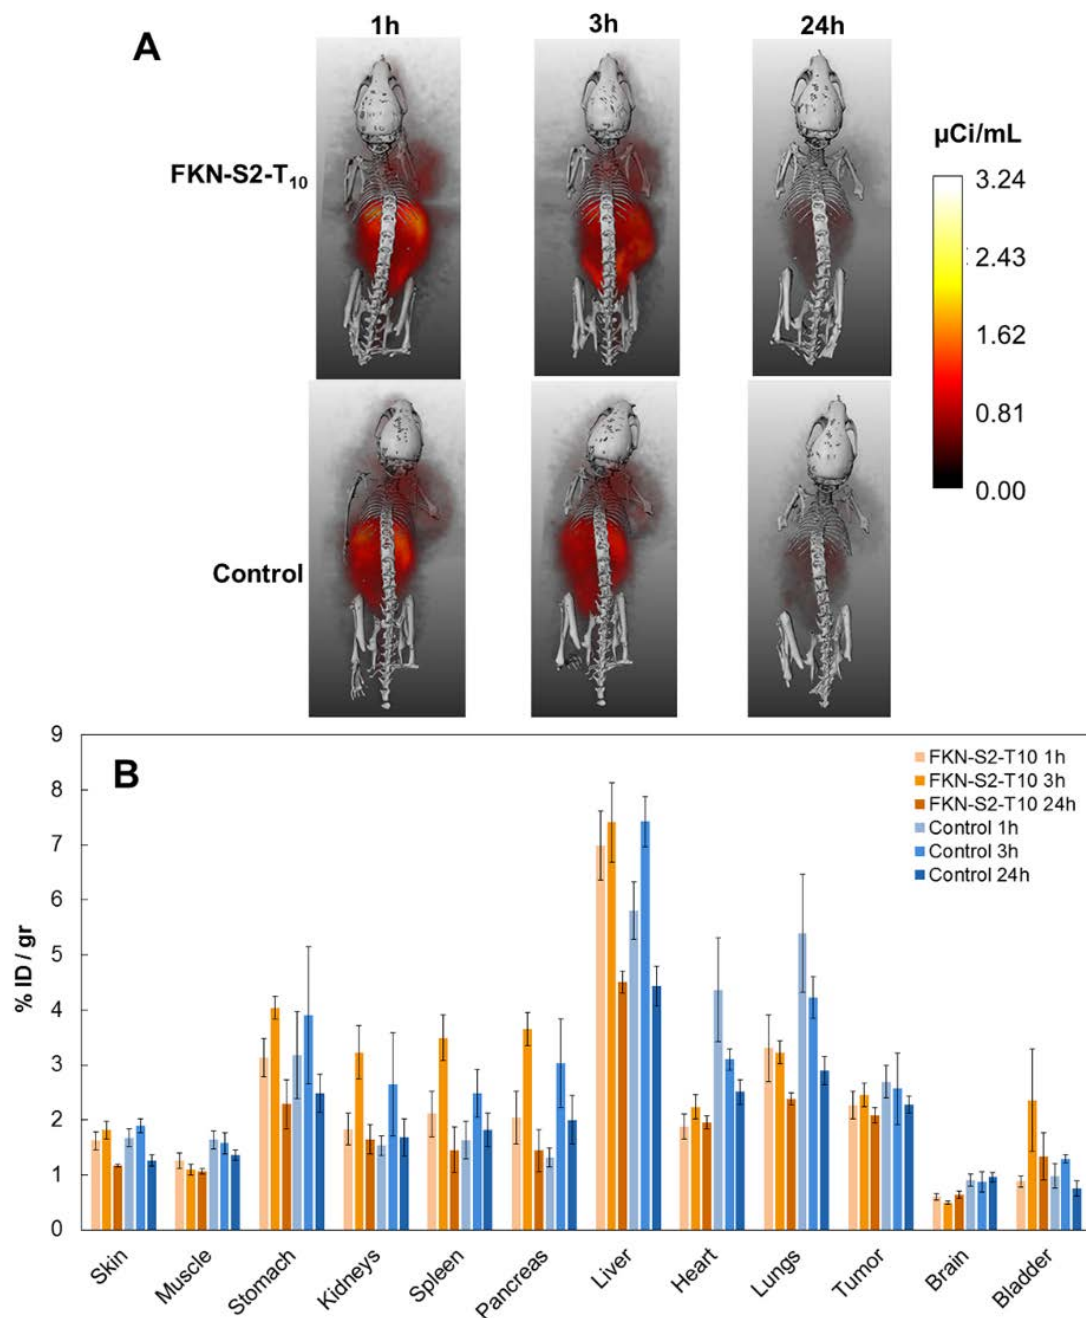 A
1h
3h
24h
FKN-S2-T₁₀
Control
µCi/mL
3.24
2.43
1.62
0.81
0.00
B
FKN-S2-T10 1h
FKN-S2-T10 3h
FKN-S2-T10 24h
Control 1h
Control 3h
Control 24h
% ID / gr
9
8
7
6
5
4
3
2
1
0
Skin
Muscle
Stomach
Kidneys
Spleen
Pancreas
Liver
Heart
Lungs
Tumor
Brain
Bladder